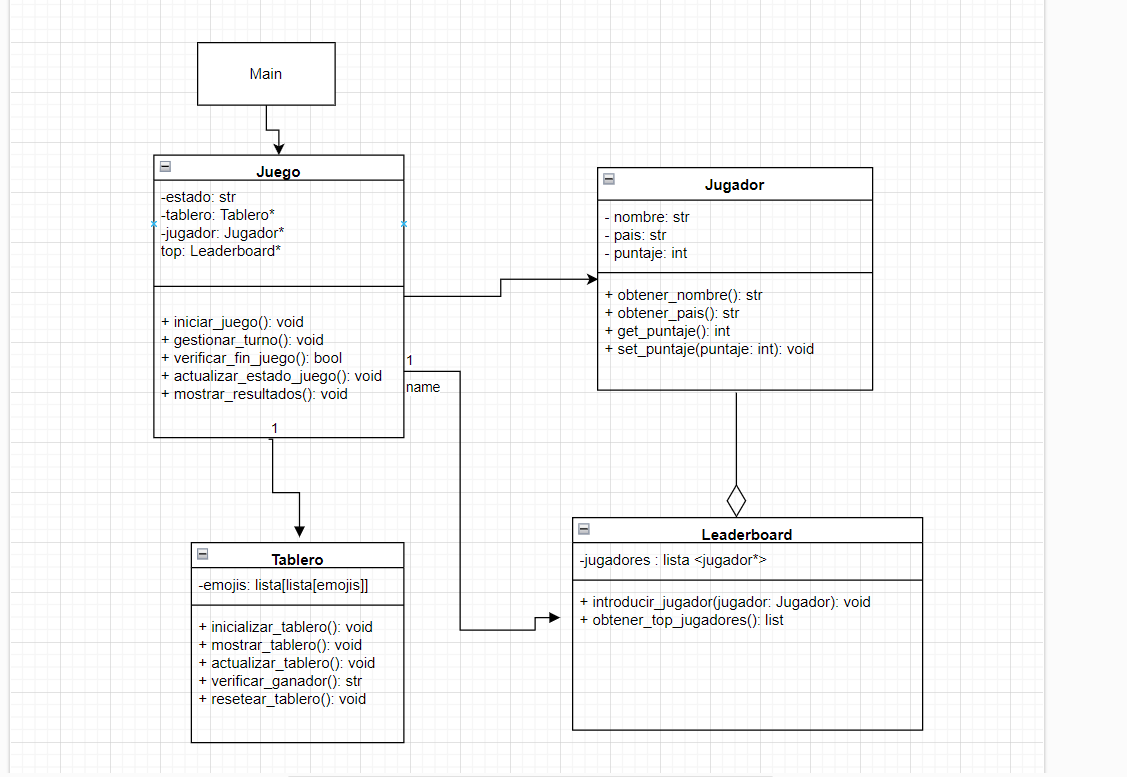 Main
Juego
-estado: str
-tablero: Tablero*
-jugador: Jugador*
top: Leaderboard*
+ iniciar_juego(): void
+ gestionar_turno(): void
+ verificar_fin_juego(): bool
+ actualizar_estado_juego(): void
+ mostrar_resultados(): void
1
1
name
Jugador
- nombre: str
- pais: str
- puntaje: int
+ obtener_nombre(): str
+ obtener_pais(): str
+ get_puntaje(): int
+ set_puntaje(puntaje: int): void
Tablero
-emojis: lista[lista[emojis]]
+ inicializar_tablero(): void
+ mostrar_tablero(): void
+ actualizar_tablero(): void
+ verificar_ganador(): str
+ resetear_tablero(): void
Leaderboard
-jugadores : lista <jugador*>
+ introducir_jugador(jugador: Jugador): void
+ obtener_top_jugadores(): list